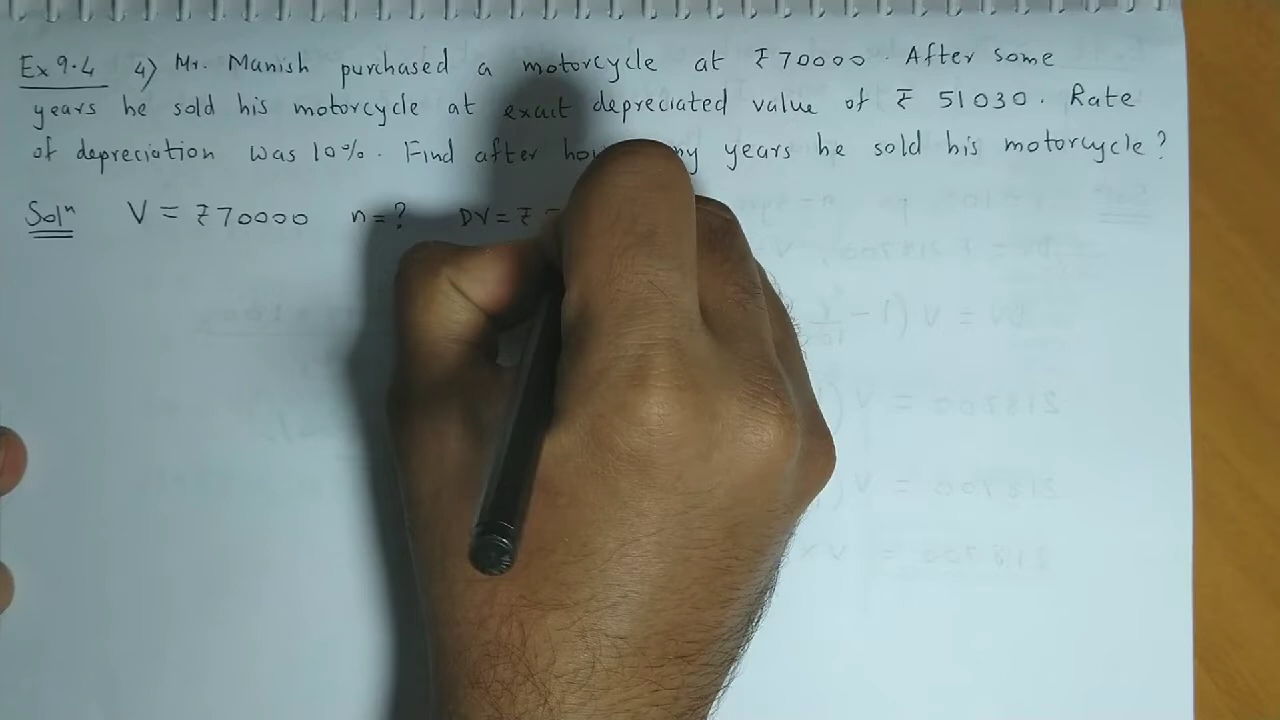 Ex 9.4 4) Mr. Manish purchased a motorcycle at ₹70000. After some
years he sold his motorcycle at exact depreciated value of ₹ 51030. Rate
of depreciation was 10%. Find after years he sold his motorcycle?
Solⁿ V = ₹70000 n=? DV=₹